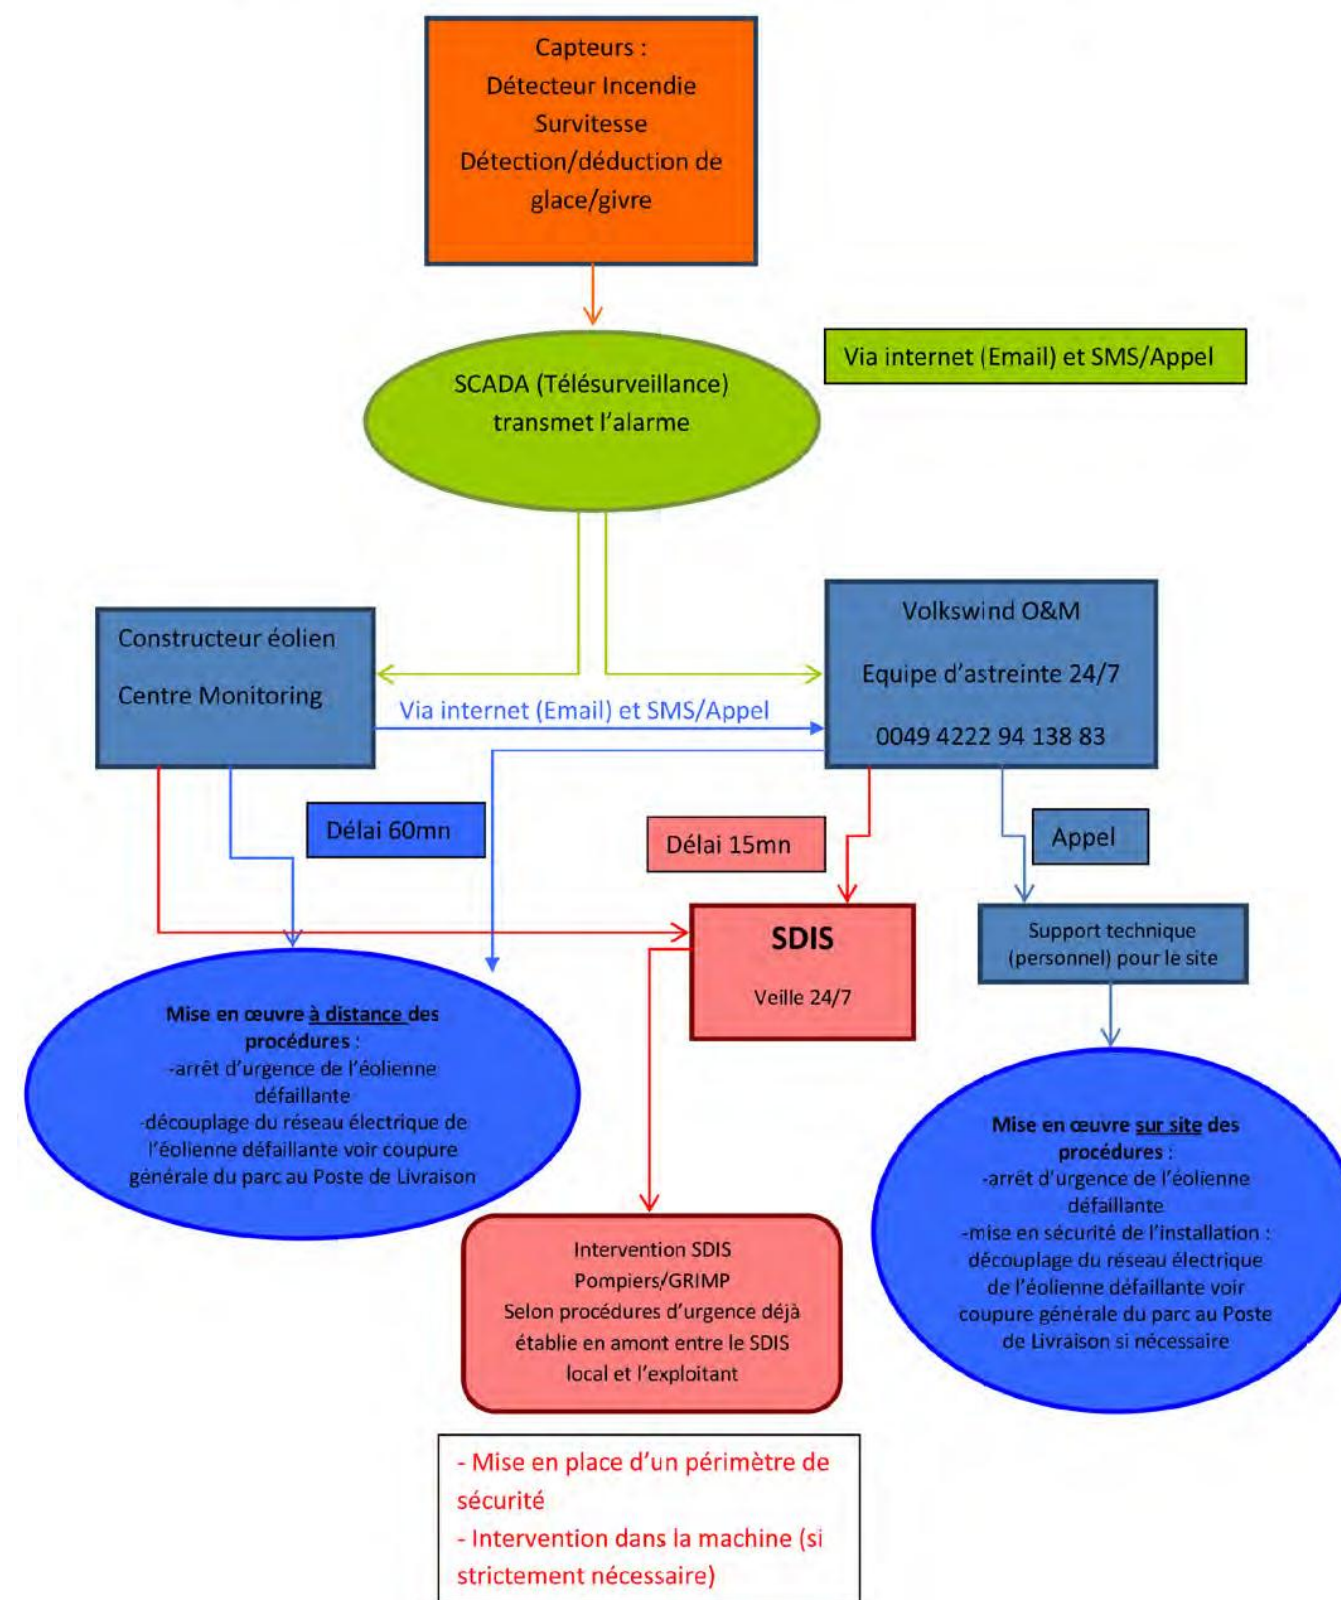 Capteurs :
Détecteur Incendie
Survitesse
Détection/déduction de
glace/givre
Via internet (Email) et SMS/Appel
SCADA (Télésurveillance)
transmet l'alarme
Constructeur éolien
Centre Monitoring
Volkswind O&M
Equipe d'astreinte 24/7
0049 4222 94 138 83
Via internet (Email) et SMS/Appel
Délai 60mn
Délai 15mn
Appel
SDIS
Veille 24/7
Support technique
(personnel) pour le site
Mise en œuvre à distance des
procédures :
-arrêt d'urgence de l'éolienne
défaillante
-découplage du réseau électrique de
l'éolienne défaillante voir coupure
générale du parc au Poste de Livraison
Mise en œuvre sur site des
procédures :
-arrêt d'urgence de l'éolienne
défaillante
-mise en sécurité de l'installation :
découplage du réseau électrique
de l'éolienne défaillante voir
coupure générale du parc au Poste
de Livraison si nécessaire
Intervention SDIS
Pompiers/GRIMP
Selon procédures d'urgence déjà
établie en amont entre le SDIS
local et l'exploitant
- Mise en place d'un périmètre de
sécurité
- Intervention dans la machine (si
strictement nécessaire)